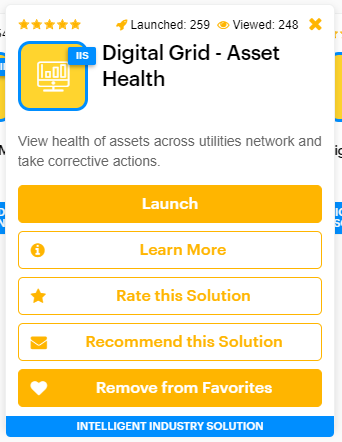 Launched: 259 Viewed: 248
IIS
Digital Grid - Asset
Health
View health of assets across utilities network and
take corrective actions.
Launch
Learn More
Rate this Solution
Recommend this Solution
Remove from Favorites
INTELLIGENT INDUSTRY SOLUTION